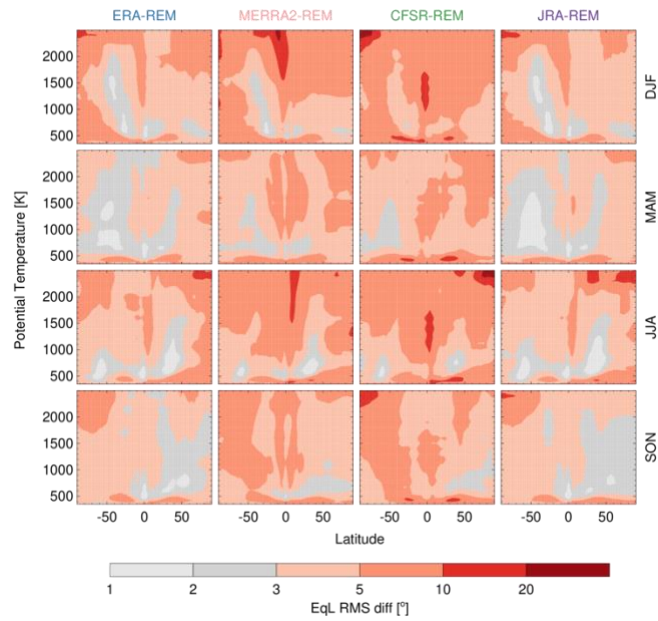 ERA-REM MERRA2-REM CFSR-REM JRA-REM
2000
1500
1000
500
DJF
2000
1500
1000
500
MAM
Potential Temperature [K]
2000
1500
1000
500
JJA
2000
1500
1000
500
SON
-50 0 50 -50 0 50 -50 0 50 -50 0 50
Latitude
1 2 3 5 10 20
EqL RMS diff [°]